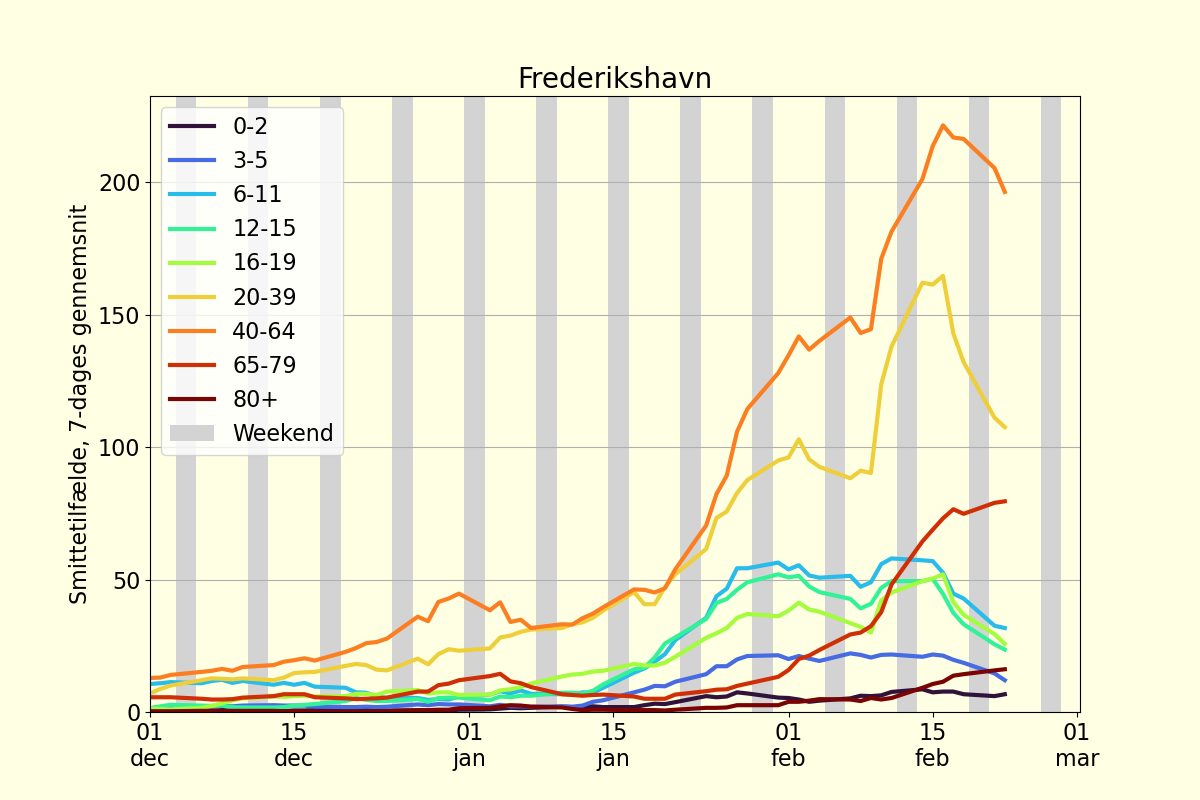 Frederikshavn
Smittetilfælde, 7-dages gennemsnit
200
150
100
50
0
0-2
3-5
6-11
12-15
16-19
20-39
40-64
65-79
80+
Weekend
01 15 01 15 01 15 01
dec dec jan jan feb feb mar